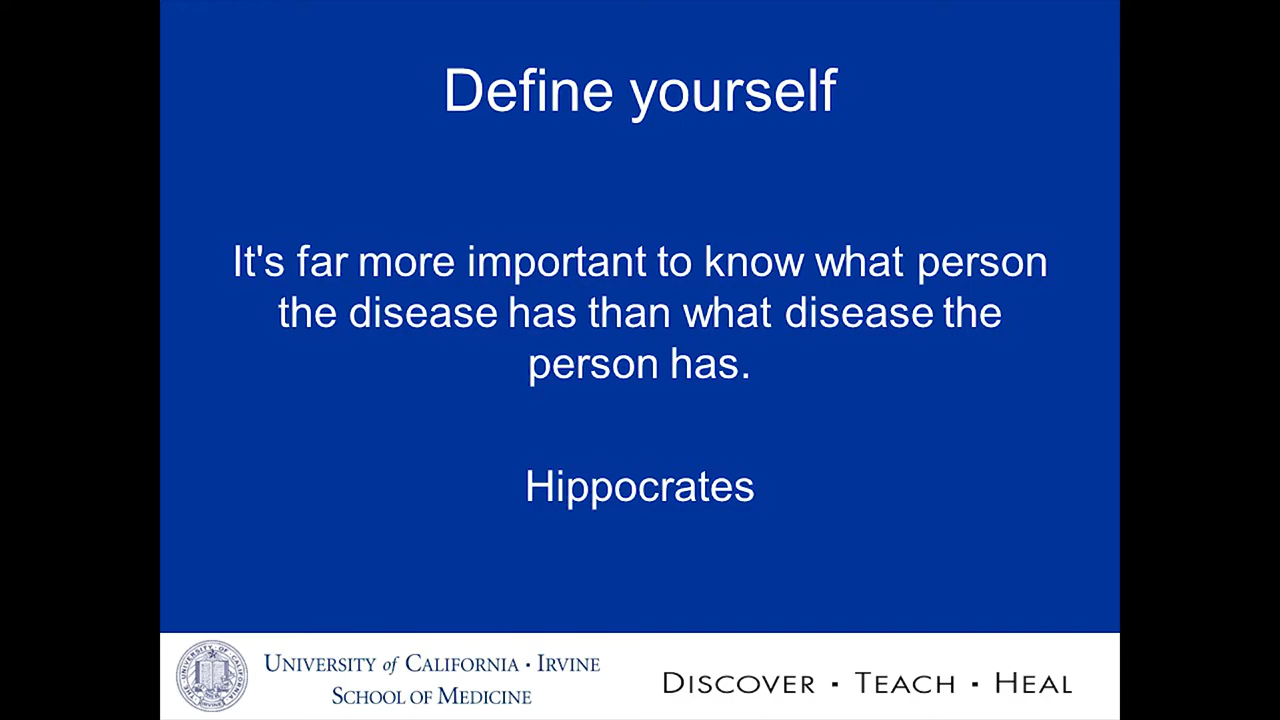 Define yourself
It's far more important to know what person
the disease has than what disease the
person has.
Hippocrates
UNIVERSITY of CALIFORNIA · IRVINE
SCHOOL OF MEDICINE
DISCOVER · TEACH · HEAL